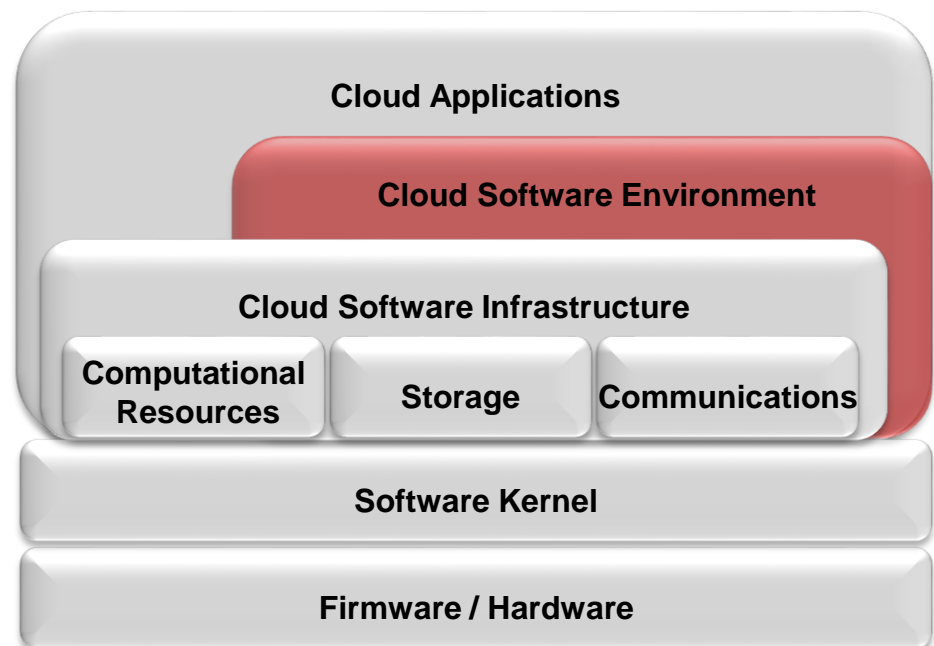 Cloud Applications
Cloud Software Environment
Cloud Software Infrastructure
Computational
Resources
Storage
Communications
Software Kernel
Firmware / Hardware